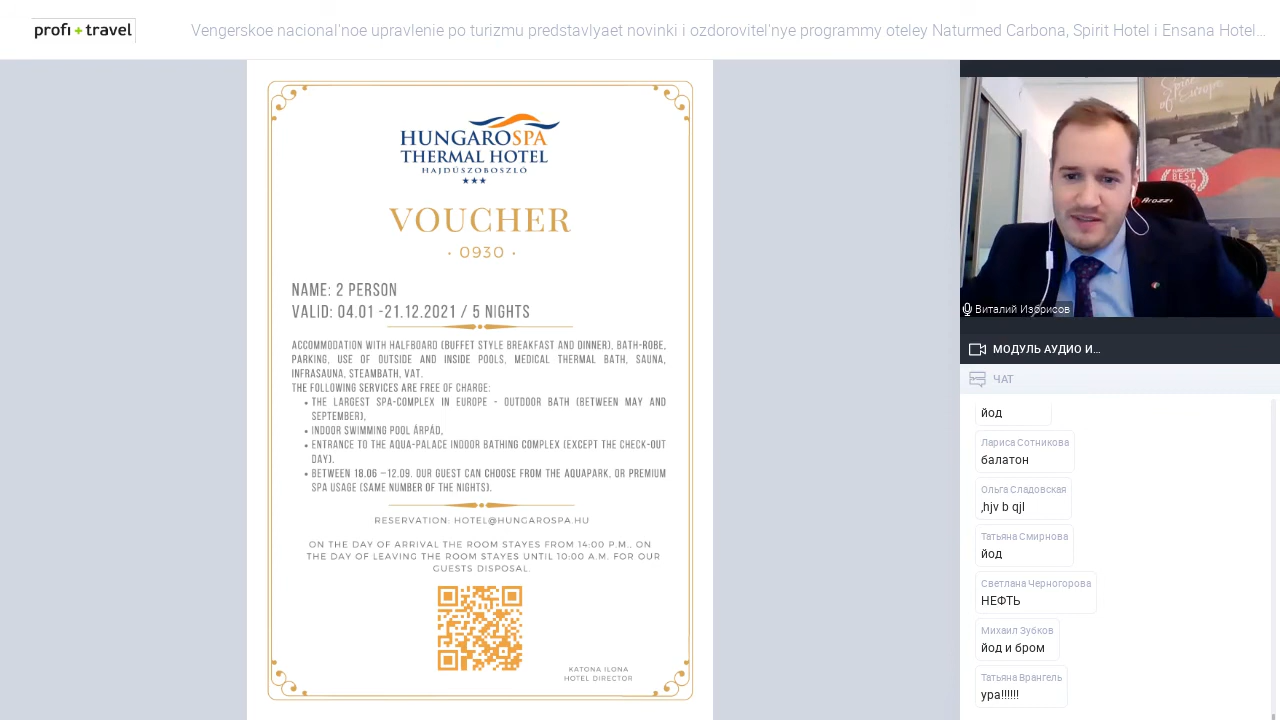 profi + travel
Vengerskoe nacional'noe upravlenie po turizmu predstavlyaet novinki i ozdorovitel'nye programmy oteley Naturmed Carbona, Spirit Hotel i Ensana Hotel...
HUNGAROSPA
THERMAL HOTEL
HAJDÚSZOBOSZLÓ
★★★
VOUCHER
· 0930 ·
NAME: 2 PERSON
VALID: 04.01 -21.12.2021 / 5 NIGHTS
ACCOMMODATION WITH HALFBOARD (BUFFET STYLE BREAKFAST AND DINNER), BATH-ROBE,
PARKING, USE OF OUTSIDE AND INSIDE POOLS, MEDICAL THERMAL BATH, SAUNA,
INFRASAUNA, STEAMBATH, VAT.
THE FOLLOWING SERVICES ARE FREE OF CHARGE:
• THE LARGEST SPA-COMPLEX IN EUROPE - OUTDOOR BATH (BETWEEN MAY AND
SEPTEMBER),
• INDOOR SWIMMING POOL ÁRPÁD,
• ENTRANCE TO THE AQUA-PALACE INDOOR BATHING COMPLEX (EXCEPT THE CHECK-OUT
DAY).
• BETWEEN 18.06 –12.09. OUR GUEST CAN CHOOSE FROM THE AQUAPARK, OR PREMIUM
SPA USAGE (SAME NUMBER OF THE NIGHTS).
RESERVATION: HOTEL@HUNGAROSPA.HU
ON THE DAY OF ARRIVAL THE ROOM STAYES FROM 14:00 P.M., ON
THE DAY OF LEAVING THE ROOM STAYES UNTIL 10:00 A.M. FOR OUR
GUESTS DISPOSAL.
KATONA ILONA
HOTEL DIRECTOR
Spice
of Europe
BEST
AROZZI
Виталий Избрисов
МОДУЛЬ АУДИО И...
ЧАТ
йод
Лариса Сотникова
балатон
Ольга Сладовская
,hjv b qjl
Татьяна Смирнова
йод
Светлана Черногорова
НЕФТЬ
Михаил Зубков
йод и бром
Татьяна Врангель
ура!!!!!!